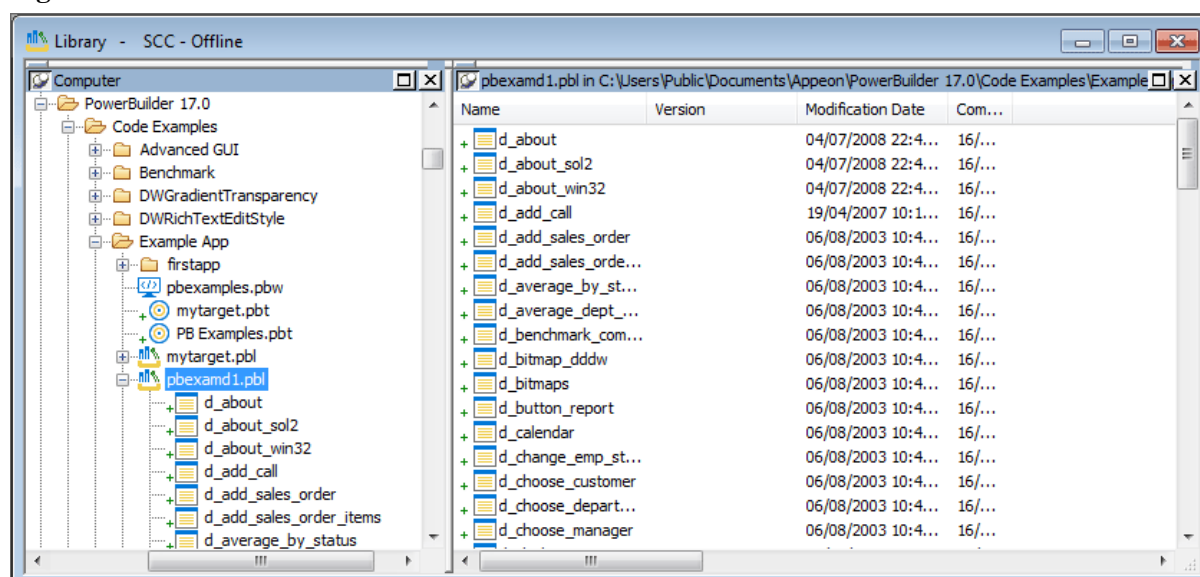 Library - SCC - Offline
Computer
PowerBuilder 17.0
Code Examples
Advanced GUI
Benchmark
DWGradientTransparency
DWRichTextEditStyle
Example App
firstapp
pbexamples.pbw
mytarget.pbt
PB Examples.pbt
mytarget.pbl
pbexamd1.pbl
d_about
d_about_sol2
d_about_win32
d_add_call
d_add_sales_order
d_add_sales_order_items
d_average_by_status
pbexamd1.pbl in C:\Users\Public\Documents\Appeon\PowerBuilder 17.0\Code Examples\Example
Name Version Modification Date Com...
d_about 04/07/2008 22:4... 16/...
d_about_sol2 04/07/2008 22:4... 16/...
d_about_win32 04/07/2008 22:4... 16/...
d_add_call 19/04/2007 10:1... 16/...
d_add_sales_order 06/08/2003 10:4... 16/...
d_add_sales_orde... 06/08/2003 10:4... 16/...
d_average_by_st... 06/08/2003 10:4... 16/...
d_average_dept_... 06/08/2003 10:4... 16/...
d_benchmark_com... 06/08/2003 10:4... 16/...
d_bitmap_dddw 06/08/2003 10:4... 16/...
d_bitmaps 06/08/2003 10:4... 16/...
d_button_report 06/08/2003 10:4... 16/...
d_calendar 06/08/2003 10:4... 16/...
d_change_emp_st... 06/08/2003 10:4... 16/...
d_choose_customer 06/08/2003 10:4... 16/...
d_choose_depart... 06/08/2003 10:4... 16/...
d_choose_manager 06/08/2003 10:4... 16/...